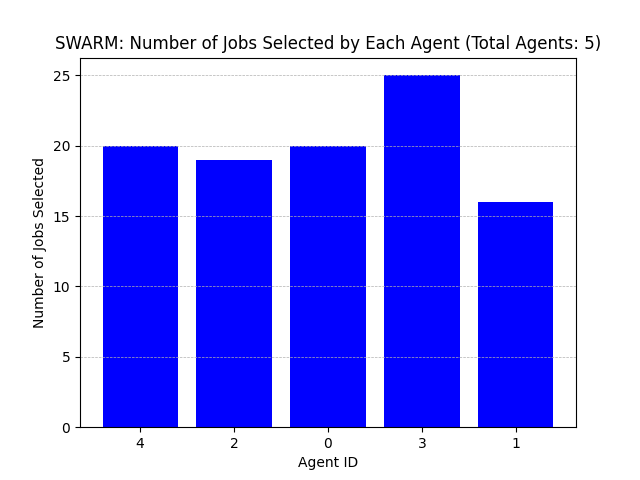 SWARM: Number of Jobs Selected by Each Agent (Total Agents: 5)
25
20
15
10
5
0
Number of Jobs Selected
4 2 0 3 1
Agent ID